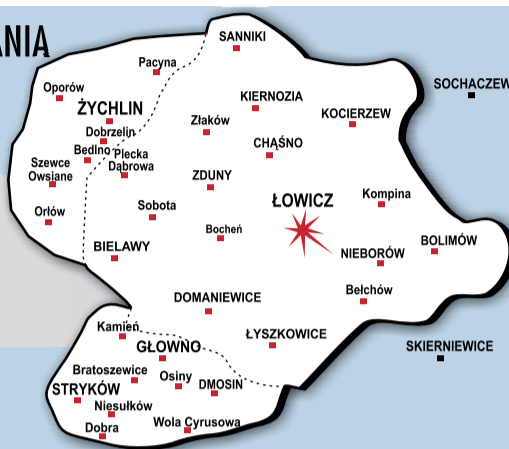 ANIA
SANNIKI
Pacyna
SOCHACZEW
Oporów
KIERNOZIA
ŻYCHLIN
KOCIERZEW
Złaków
Dobrzelin
CHĄŚNO
Bedlno
Plecka
Dąbrowa
Szewce
Owsiane
ZDUNY
Kompina
ŁOWICZ
Sobota
Orłów
Bocheń
BOLIMÓW
BIELAWY
NIEBORÓW
Bełchów
DOMANIEWICE
Kamień
ŁYSZKOWICE
GŁOWNO
SKIERNIEWICE
Bratoszewice
Osiny
STRYKÓW
DMOSIN
Niesułków
Wola Cyrusowa
Dobra